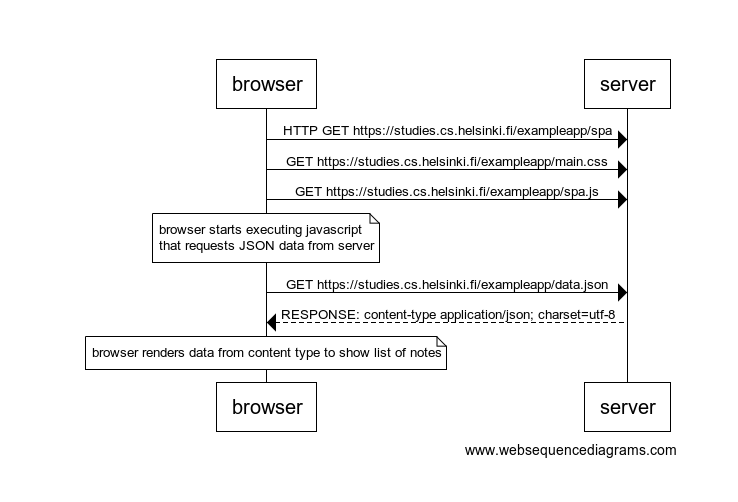 browser
server
HTTP GET https://studies.cs.helsinki.fi/exampleapp/spa
GET https://studies.cs.helsinki.fi/exampleapp/main.css
GET https://studies.cs.helsinki.fi/exampleapp/spa.js
browser starts executing javascript
that requests JSON data from server
GET https://studies.cs.helsinki.fi/exampleapp/data.json
RESPONSE: content-type application/json; charset=utf-8
browser renders data from content type to show list of notes
browser
server
www.websequencediagrams.com